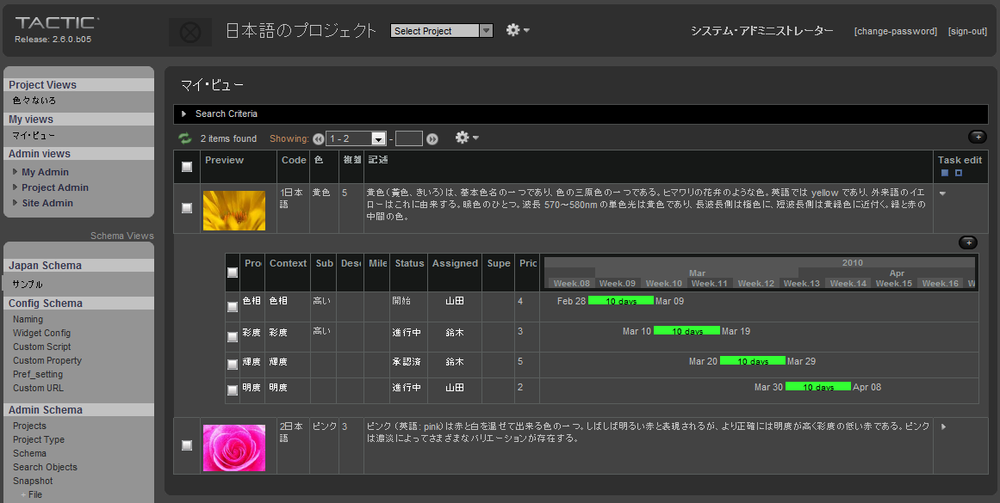 TACTIC
Release: 2.6.0.b05
日本語のプロジェクト
Select Project
システム・アドミニストレーター
[change-password]
[sign-out]
Project Views
色々ないろ
My views
マイ・ビュー
Admin views
My Admin
Project Admin
Site Admin
Schema Views
Japan Schema
サンプル
Config Schema
Naming
Widget Config
Custom Script
Custom Property
Pref_setting
Custom URL
Admin Schema
Projects
Project Type
Schema
Search Objects
Snapshot
+ File
マイ・ビュー
Search Criteria
2 items found
Showing:
1 - 2
-
Preview Code 色 複雑 記述 Task edit
1日本語 黄色 5
黄色（黄色、きいろ）は、基本色名の一つであり、色の三原色の一つである。ヒマワリの花弁のような色。英語では yellow であり、外来語のイエ
ローはこれに由来する。暖色のひとつ。波長 570〜580nm の単色光は黄色であり、長波長側は橙色に、短波長側は黄緑色に近付く。緑と赤の
中間の色。
Pro Context Sub Desc Mile Status Assigned Supe Pric
2010
Mar Apr
Week.08 Week.09 Week.10 Week.11 Week.12 Week.13 Week.14 Week.15 Week.16 W
色相 色相 高い 開始 山田 4 Feb 28 10 days Mar 09
彩度 彩度 高い 進行中 鈴木 3 Mar 10 10 days Mar 19
輝度 輝度 承認済 鈴木 5 Mar 20 10 days Mar 29
明度 明度 進行中 山田 2 Mar 30 10 days Apr 08
2日本語 ピンク 3
ピンク（英語: pink）は赤と白を混ぜて出来る色の一つ。しばしば明るい赤と表現されるが、より正確には明度が高く彩度の低い赤である。ピンク
は濃淡によってさまざまなバリエーションが存在する。